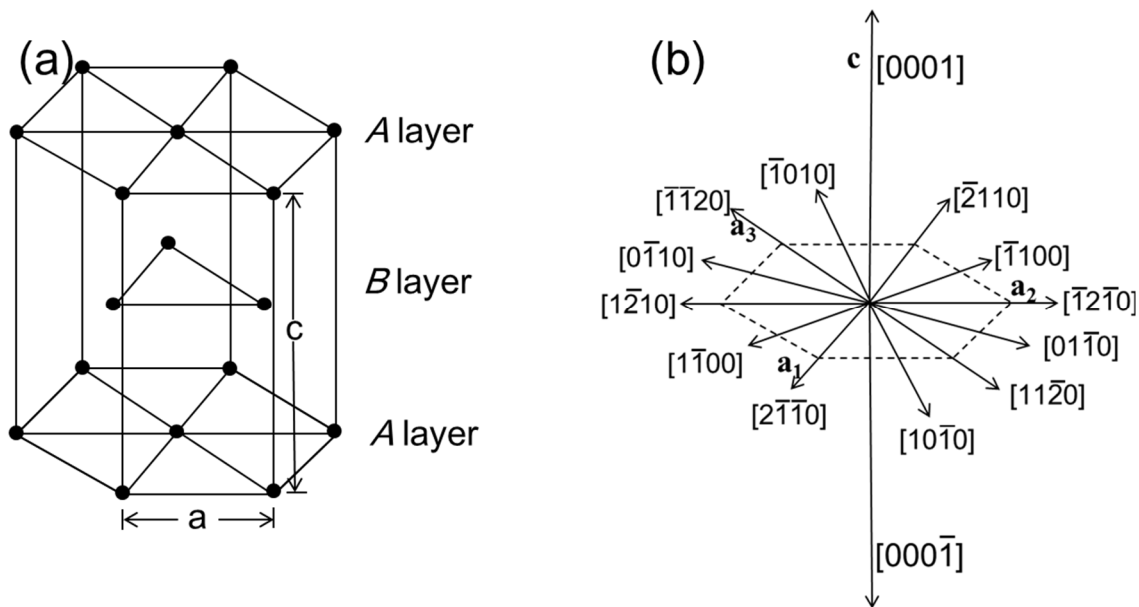 (a)
A layer
B layer
c
A layer
a
(b)
c
[0001]
[1̅010]
[1̅1̅20]
[2̅110]
a₃
[01̅10]
[1̅100]
a₂
[12̅10]
[1̅21̅0]
[11̅00]
[011̅0]
a₁
[21̅1̅0]
[112̅0]
[101̅0]
[0001̅]